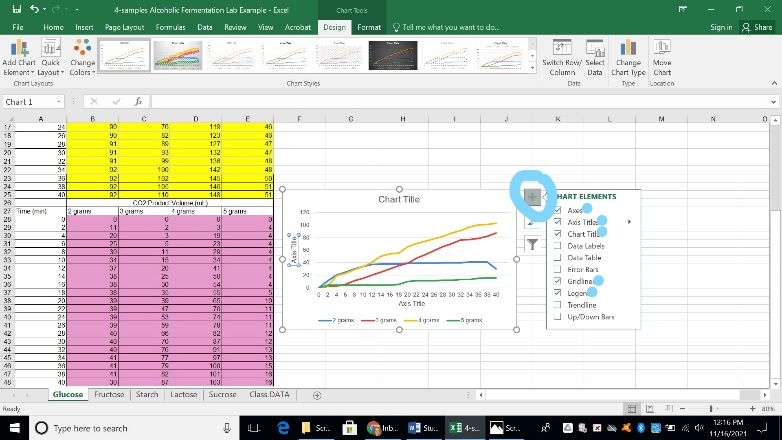 4-samples Alcoholic Fermentation Lab Example - Excel
Chart Tools
File Home Insert Page Layout Formulas Data Review View Acrobat Design Format Tell me what you want to do... Sign in Share
Add Chart Element Quick Layout Change Colors
Switch Row/Column Select Data Change Chart Type Move Chart
Chart Layouts Chart Styles Data Type Location
Chart 1 fx
A B C D E F G H I J K L M N O
17 24 90 76 119 46
18 26 90 82 123 46
19 28 91 89 127 47
20 30 91 93 132 47
21 32 91 99 136 48
22 34 92 100 142 48
23 36 92 102 145 50
24 38 92 105 146 51
25 40 92 110 148 51
26 CO2 Product Volume (mL)
27 Time (min) 2 grams 3 grams 4 grams 5 grams
28 0 0 0 0 0
29 2 11 2 3 4
30 4 20 3 19 4
31 6 25 5 23 4
32 8 30 11 29 4
33 10 34 15 34 4
34 12 37 20 41 4
35 14 38 25 50 4
36 16 38 30 54 4
37 18 38 35 55 5
38 20 39 39 65 10
39 22 39 47 70 11
40 24 39 53 74 11
41 26 39 59 78 11
42 28 40 66 82 12
43 30 40 70 87 12
44 32 40 76 91 13
45 34 41 77 97 13
46 36 41 79 100 15
47 38 41 82 101 16
48 40 30 87 103 16
Chart Title
120
100
80
60
40
20
0
Axis Title
0 2 4 6 8 10 12 14 16 18 20 22 24 26 28 30 32 34 36 38 40
Axis Title
2 grams 3 grams 4 grams 5 grams
CHART ELEMENTS
Axes
Axis Titles
Chart Title
Data Labels
Data Table
Error Bars
Gridlines
Legend
Trendline
Up/Down Bars
Glucose Fructose Starch Lactose Sucrose Class DATA
Ready 80%
Type here to search
Scr... Inb... Stu... 4-s... Scr...
12:16 PM
11/16/2021